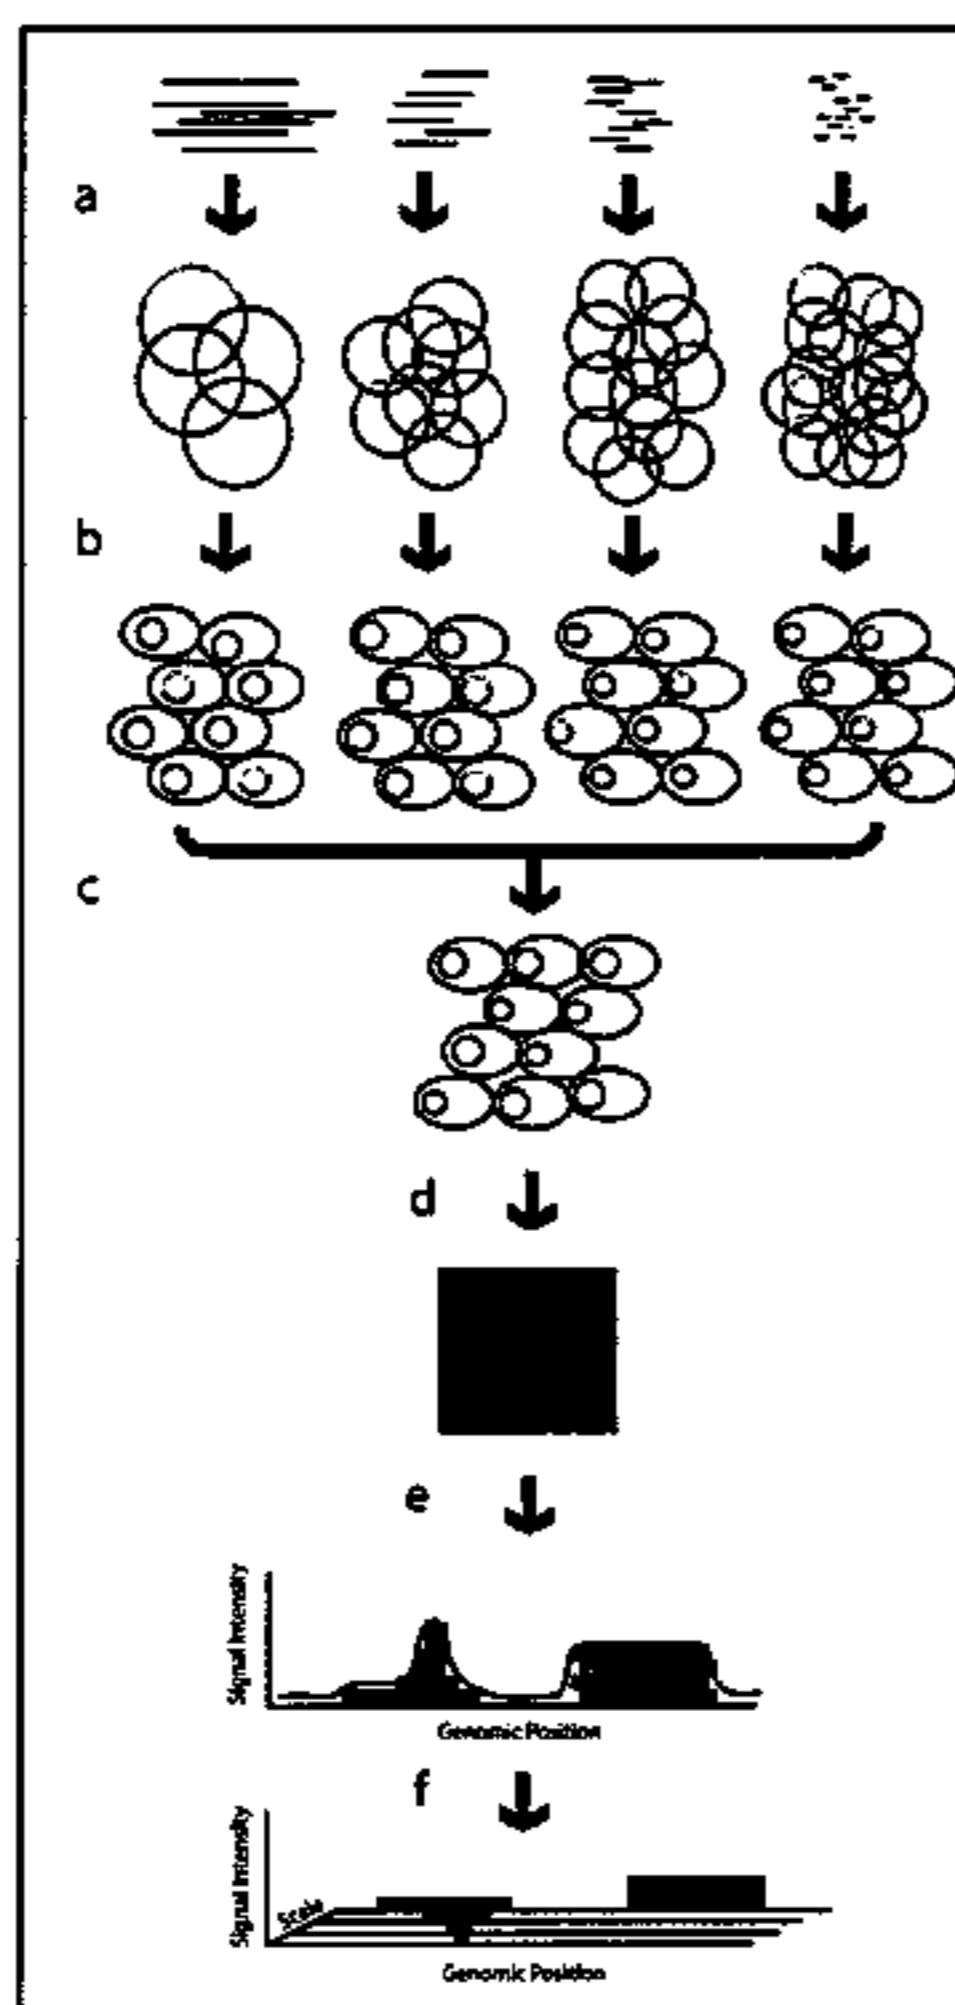 a
b
c
d
e
Signal Intensity
Genomic Position
f
Signal Intensity
Scale
Genomic Position